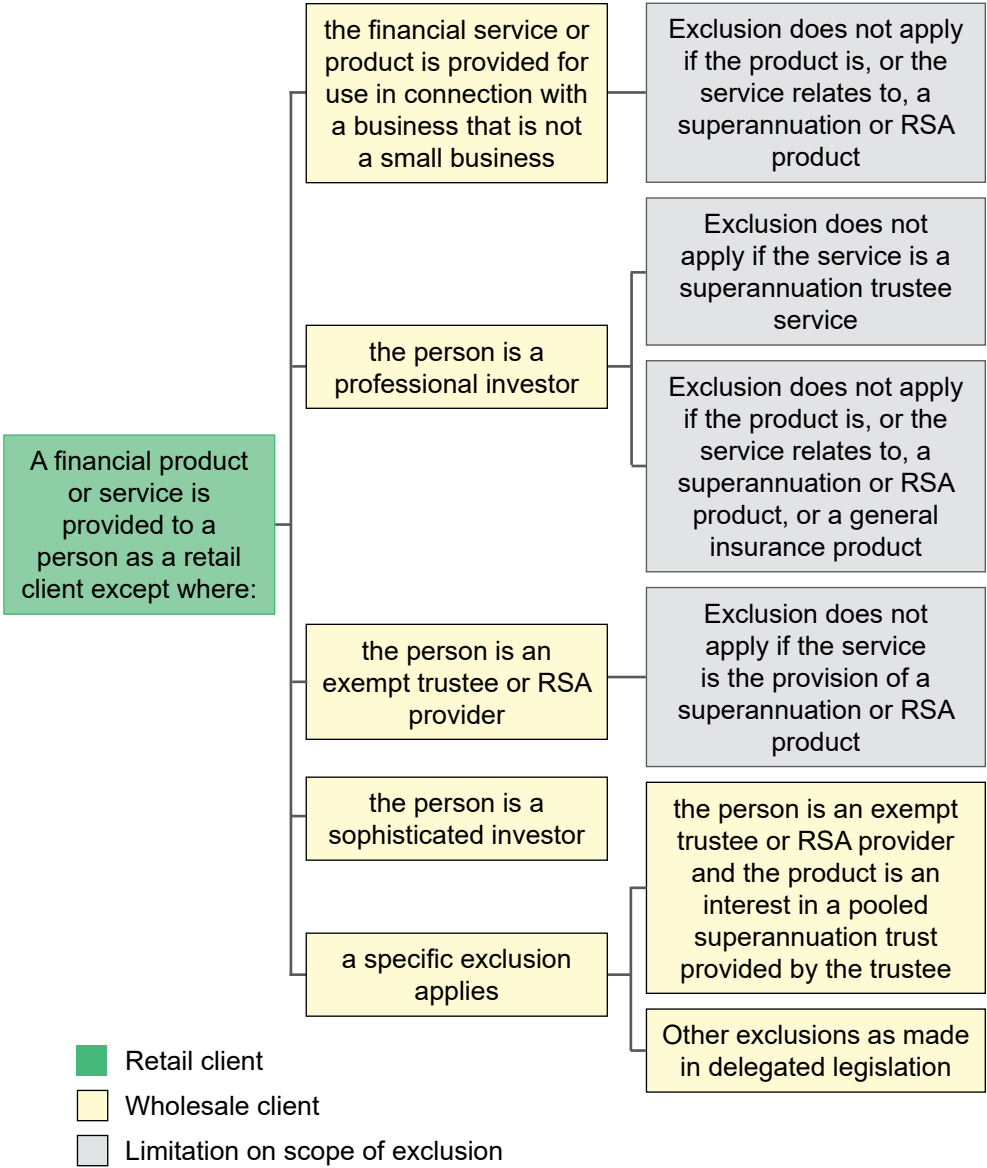 A financial product
or service is
provided to a
person as a retail
client except where:
the financial service or
product is provided for
use in connection with
a business that is not
a small business
Exclusion does not apply
if the product is, or the
service relates to, a
superannuation or RSA
product
the person is a
professional investor
Exclusion does not
apply if the service is a
superannuation trustee
service
Exclusion does not apply
if the product is, or the
service relates to, a
superannuation or RSA
product, or a general
insurance product
the person is an
exempt trustee or RSA
provider
Exclusion does not
apply if the service
is the provision of a
superannuation or RSA
product
the person is a
sophisticated investor
a specific exclusion
applies
the person is an exempt
trustee or RSA provider
and the product is an
interest in a pooled
superannuation trust
provided by the trustee
Other exclusions as made
in delegated legislation
Retail client
Wholesale client
Limitation on scope of exclusion